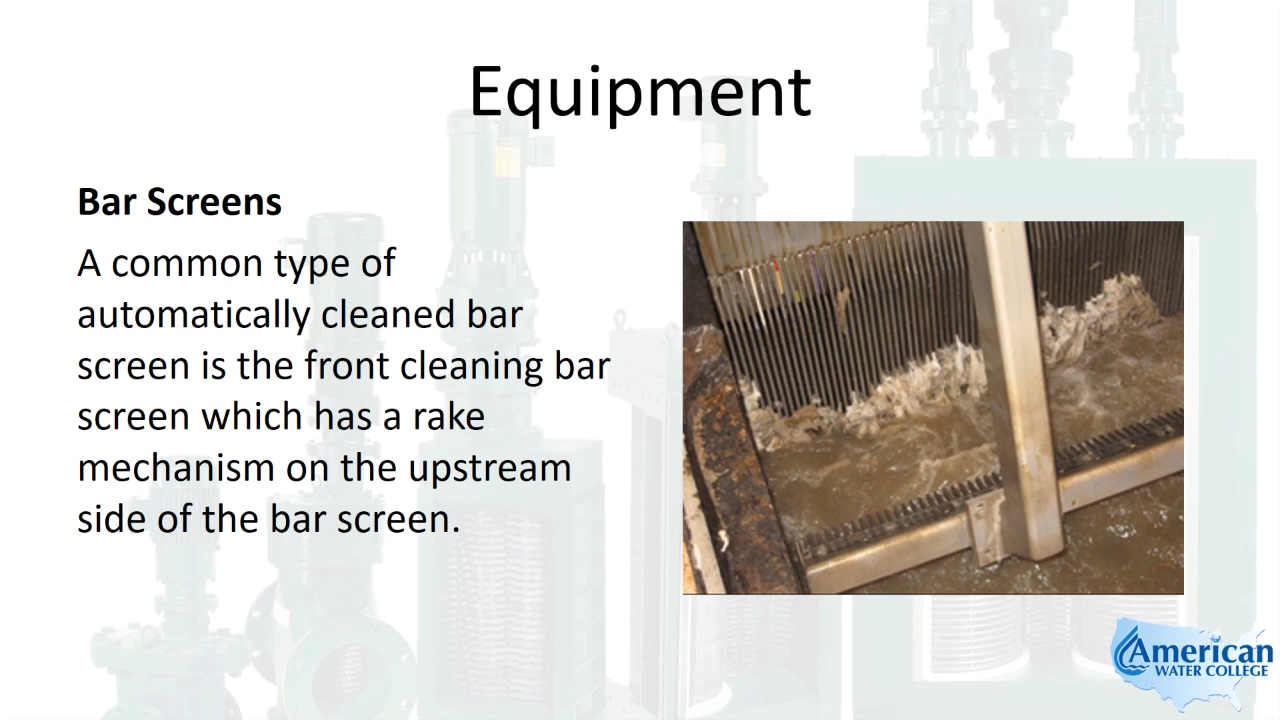 Equipment
Bar Screens
A common type of
automatically cleaned bar
screen is the front cleaning bar
screen which has a rake
mechanism on the upstream
side of the bar screen.
American
WATER COLLEGE